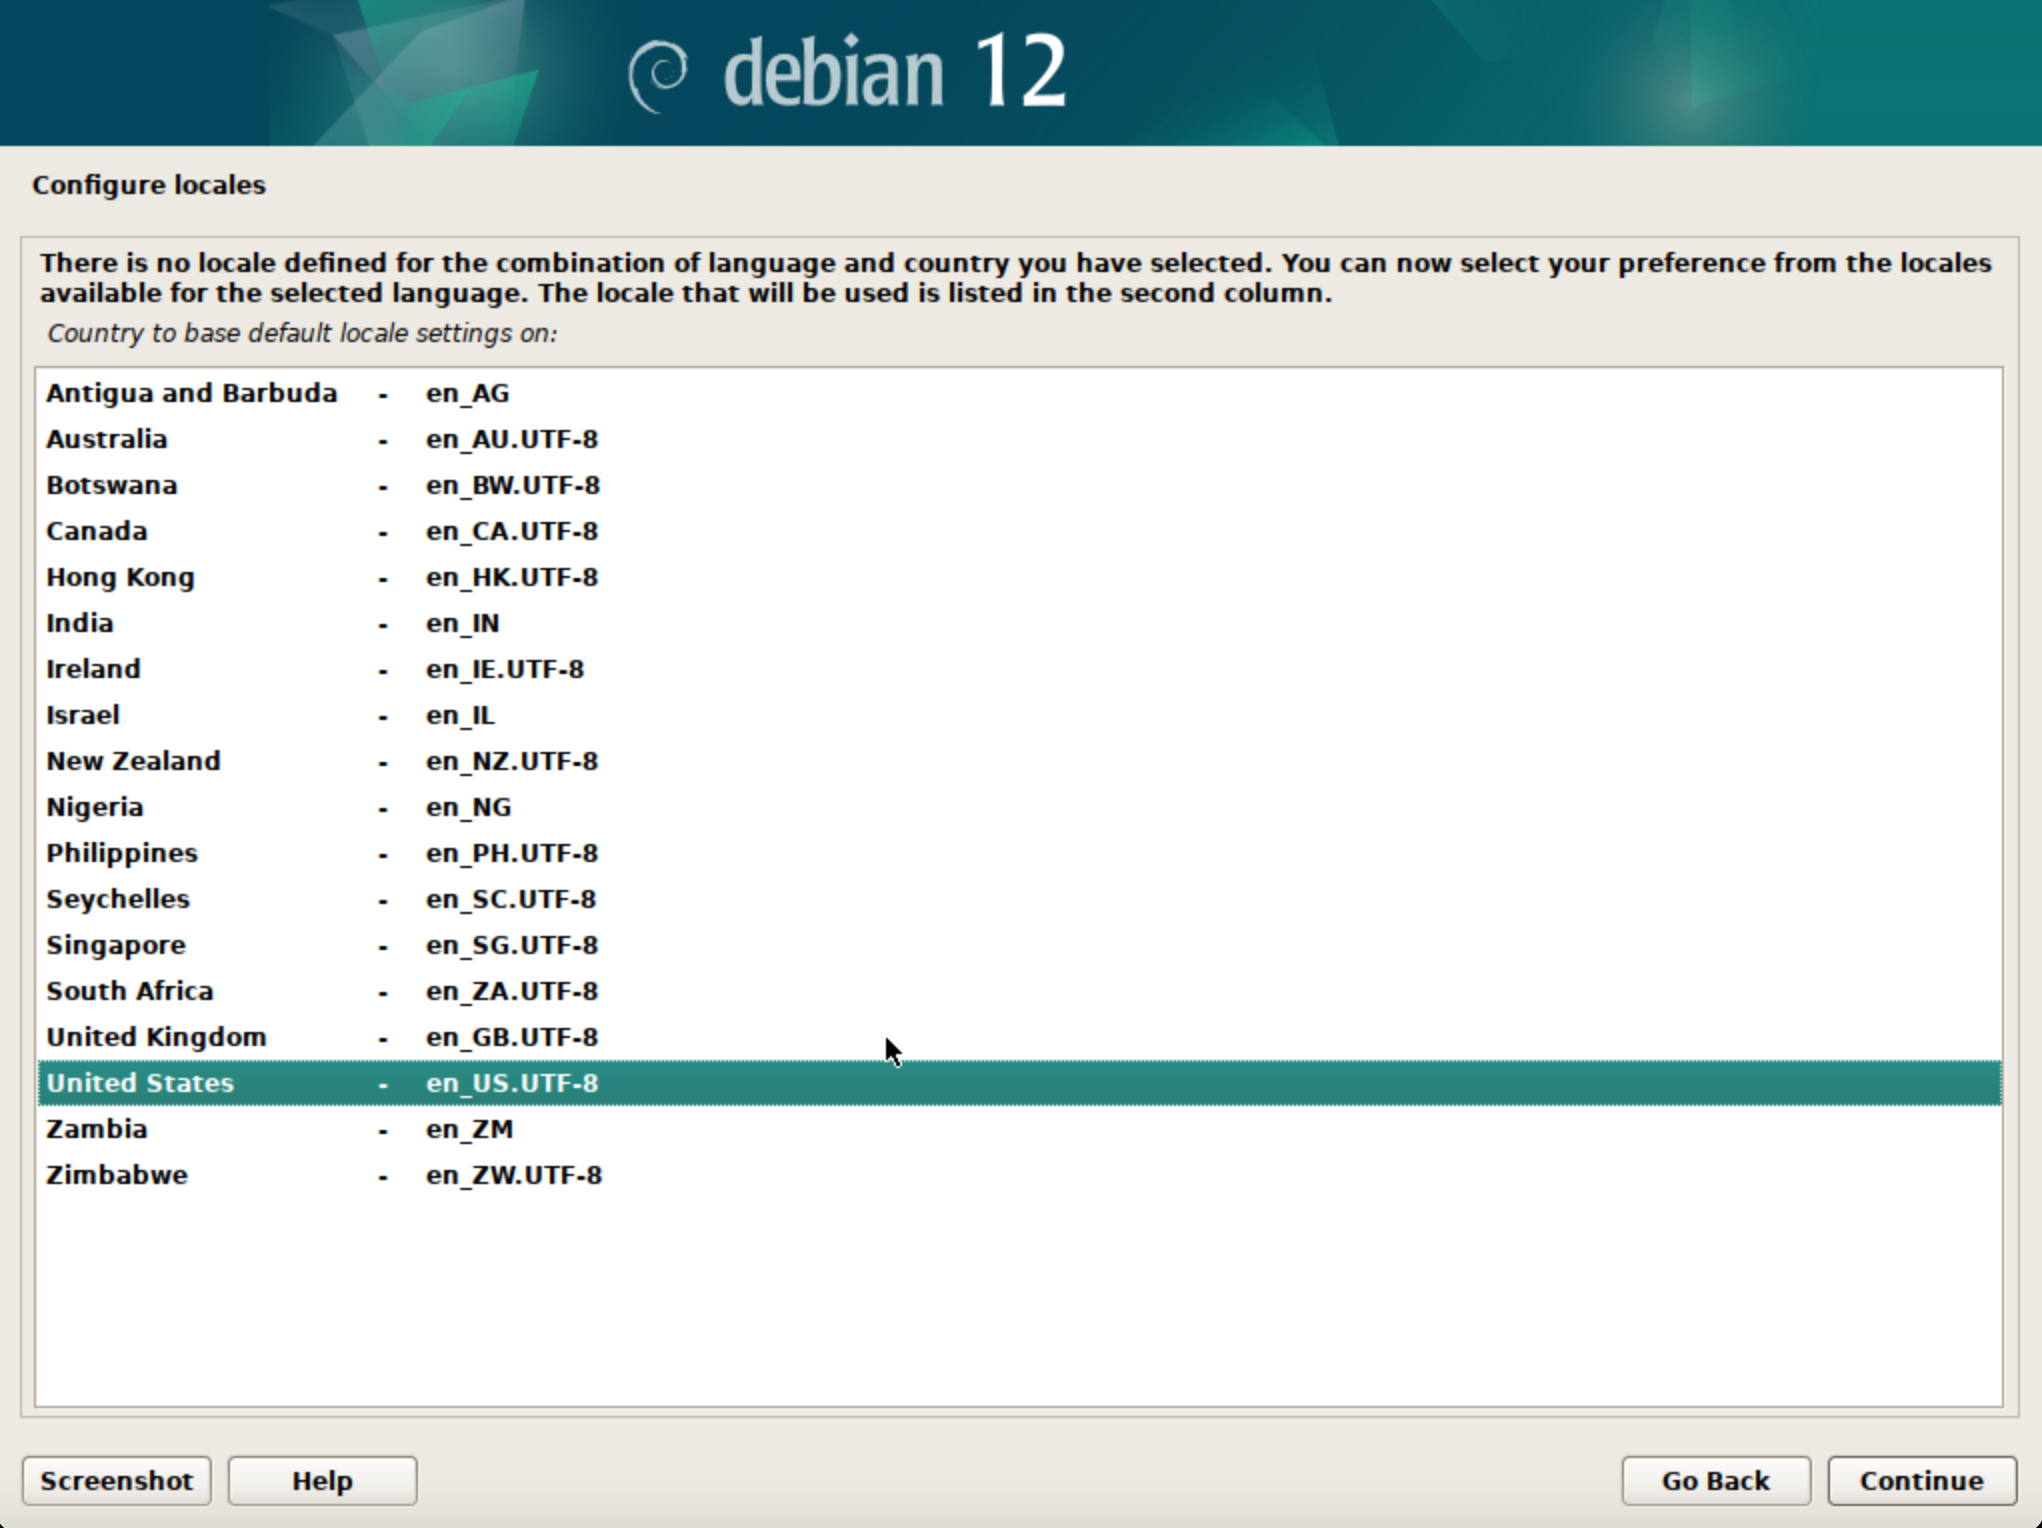 debian 12
Configure locales
There is no locale defined for the combination of language and country you have selected. You can now select your preference from the locales
available for the selected language. The locale that will be used is listed in the second column.
Country to base default locale settings on:
Antigua and Barbuda - en_AG
Australia - en_AU.UTF-8
Botswana - en_BW.UTF-8
Canada - en_CA.UTF-8
Hong Kong - en_HK.UTF-8
India - en_IN
Ireland - en_IE.UTF-8
Israel - en_IL
New Zealand - en_NZ.UTF-8
Nigeria - en_NG
Philippines - en_PH.UTF-8
Seychelles - en_SC.UTF-8
Singapore - en_SG.UTF-8
South Africa - en_ZA.UTF-8
United Kingdom - en_GB.UTF-8
United States - en_US.UTF-8
Zambia - en_ZM
Zimbabwe - en_ZW.UTF-8
Screenshot Help Go Back Continue